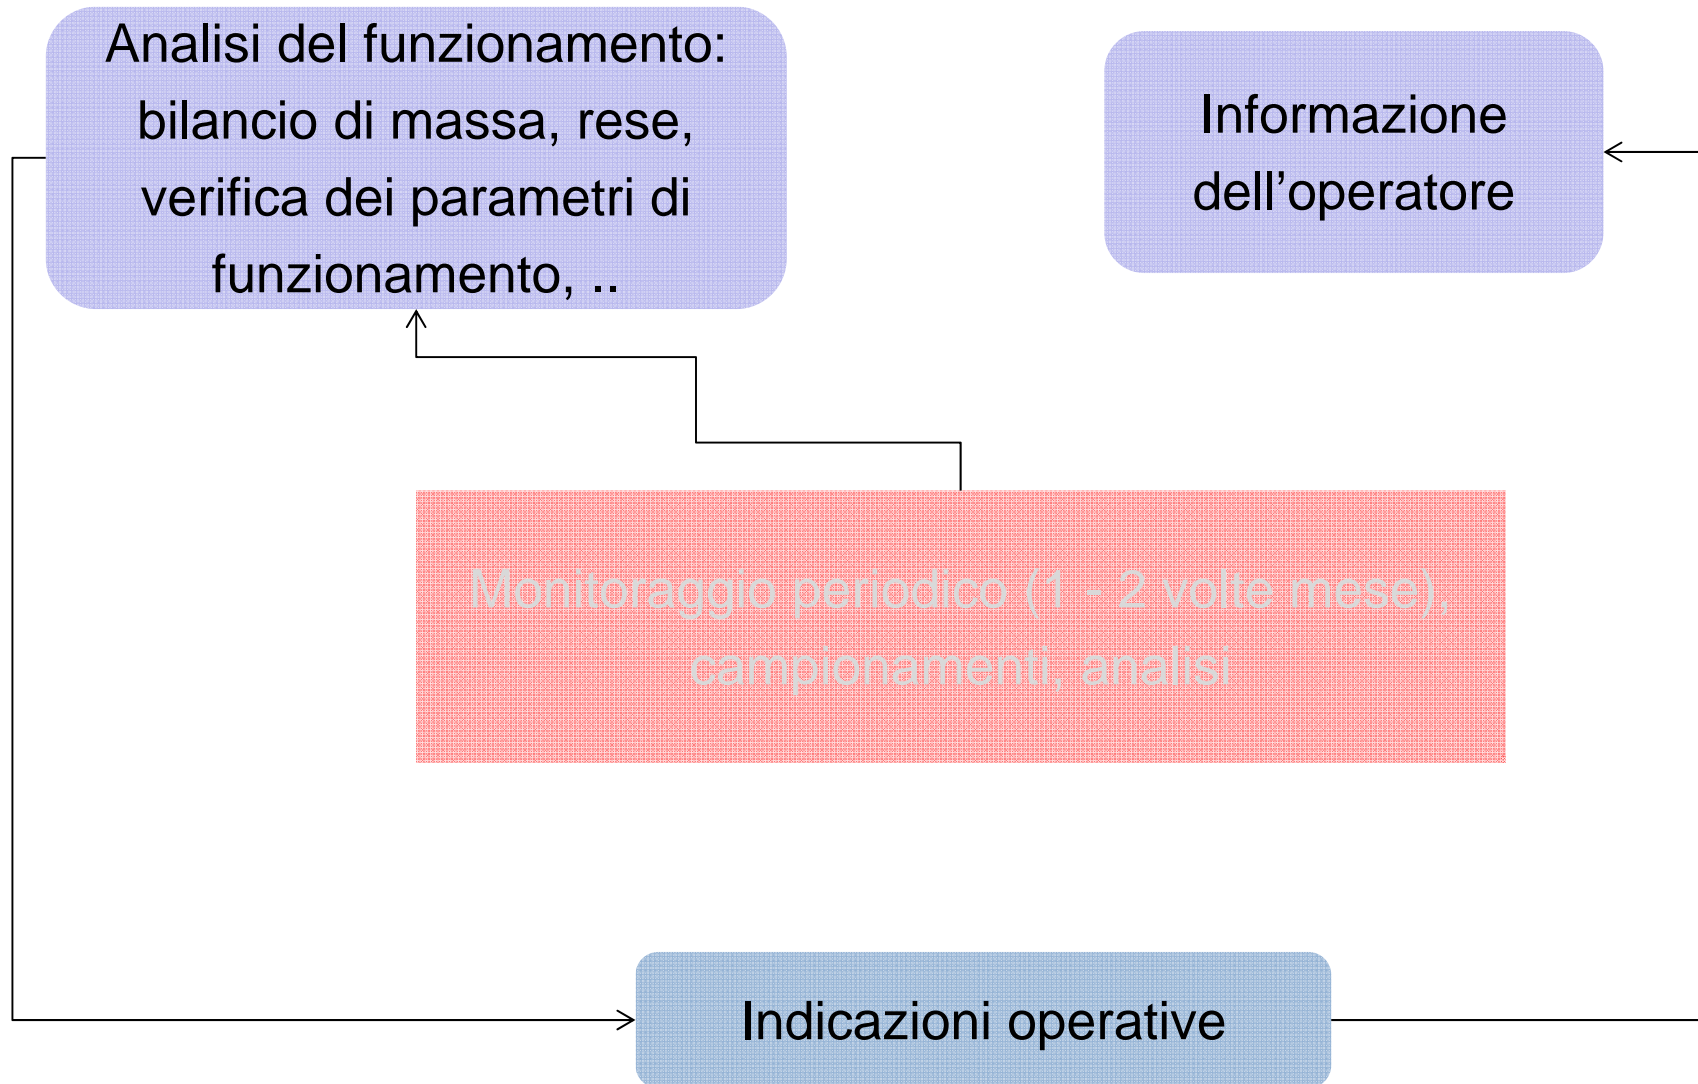 Analisi del funzionamento:
bilancio di massa, rese,
verifica dei parametri di
funzionamento, ..
Informazione
dell’operatore
Monitoraggio periodico (1 - 2 volte mese),
campionamenti, analisi
Indicazioni operative